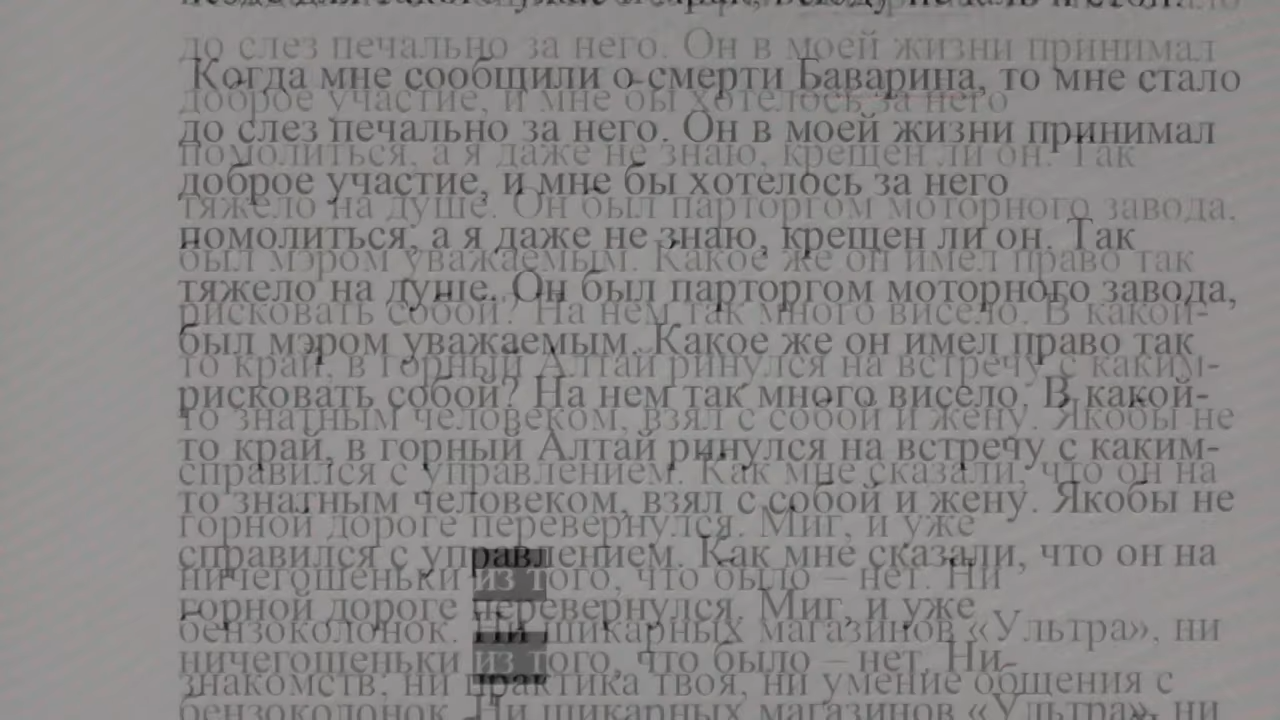 Когда мне сообщили о смерти Баварина, то мне стало
до слез печально за него. Он в моей жизни принимал
доброе участие, и мне бы хотелось за него
помолиться, а я даже не знаю, крещен ли он. Так
тяжело на душе. Он был парторгом моторного завода,
был мэром уважаемым. Какое же он имел право так
рисковать собой? На нем так много висело. В какой-
то край, в горный Алтай ринулся на встречу с каким-
то знатным человеком, взял с собой и жену. Якобы не
справился с управлением. Как мне сказали, что он на
горной дороге перевернулся. Миг, и уже
ничегошеньки из того, что было – нет. Ни
бензоколонок. Ни шикарных магазинов «Ультра», ни
знакомств; ни практика твоя, ни умение общения с